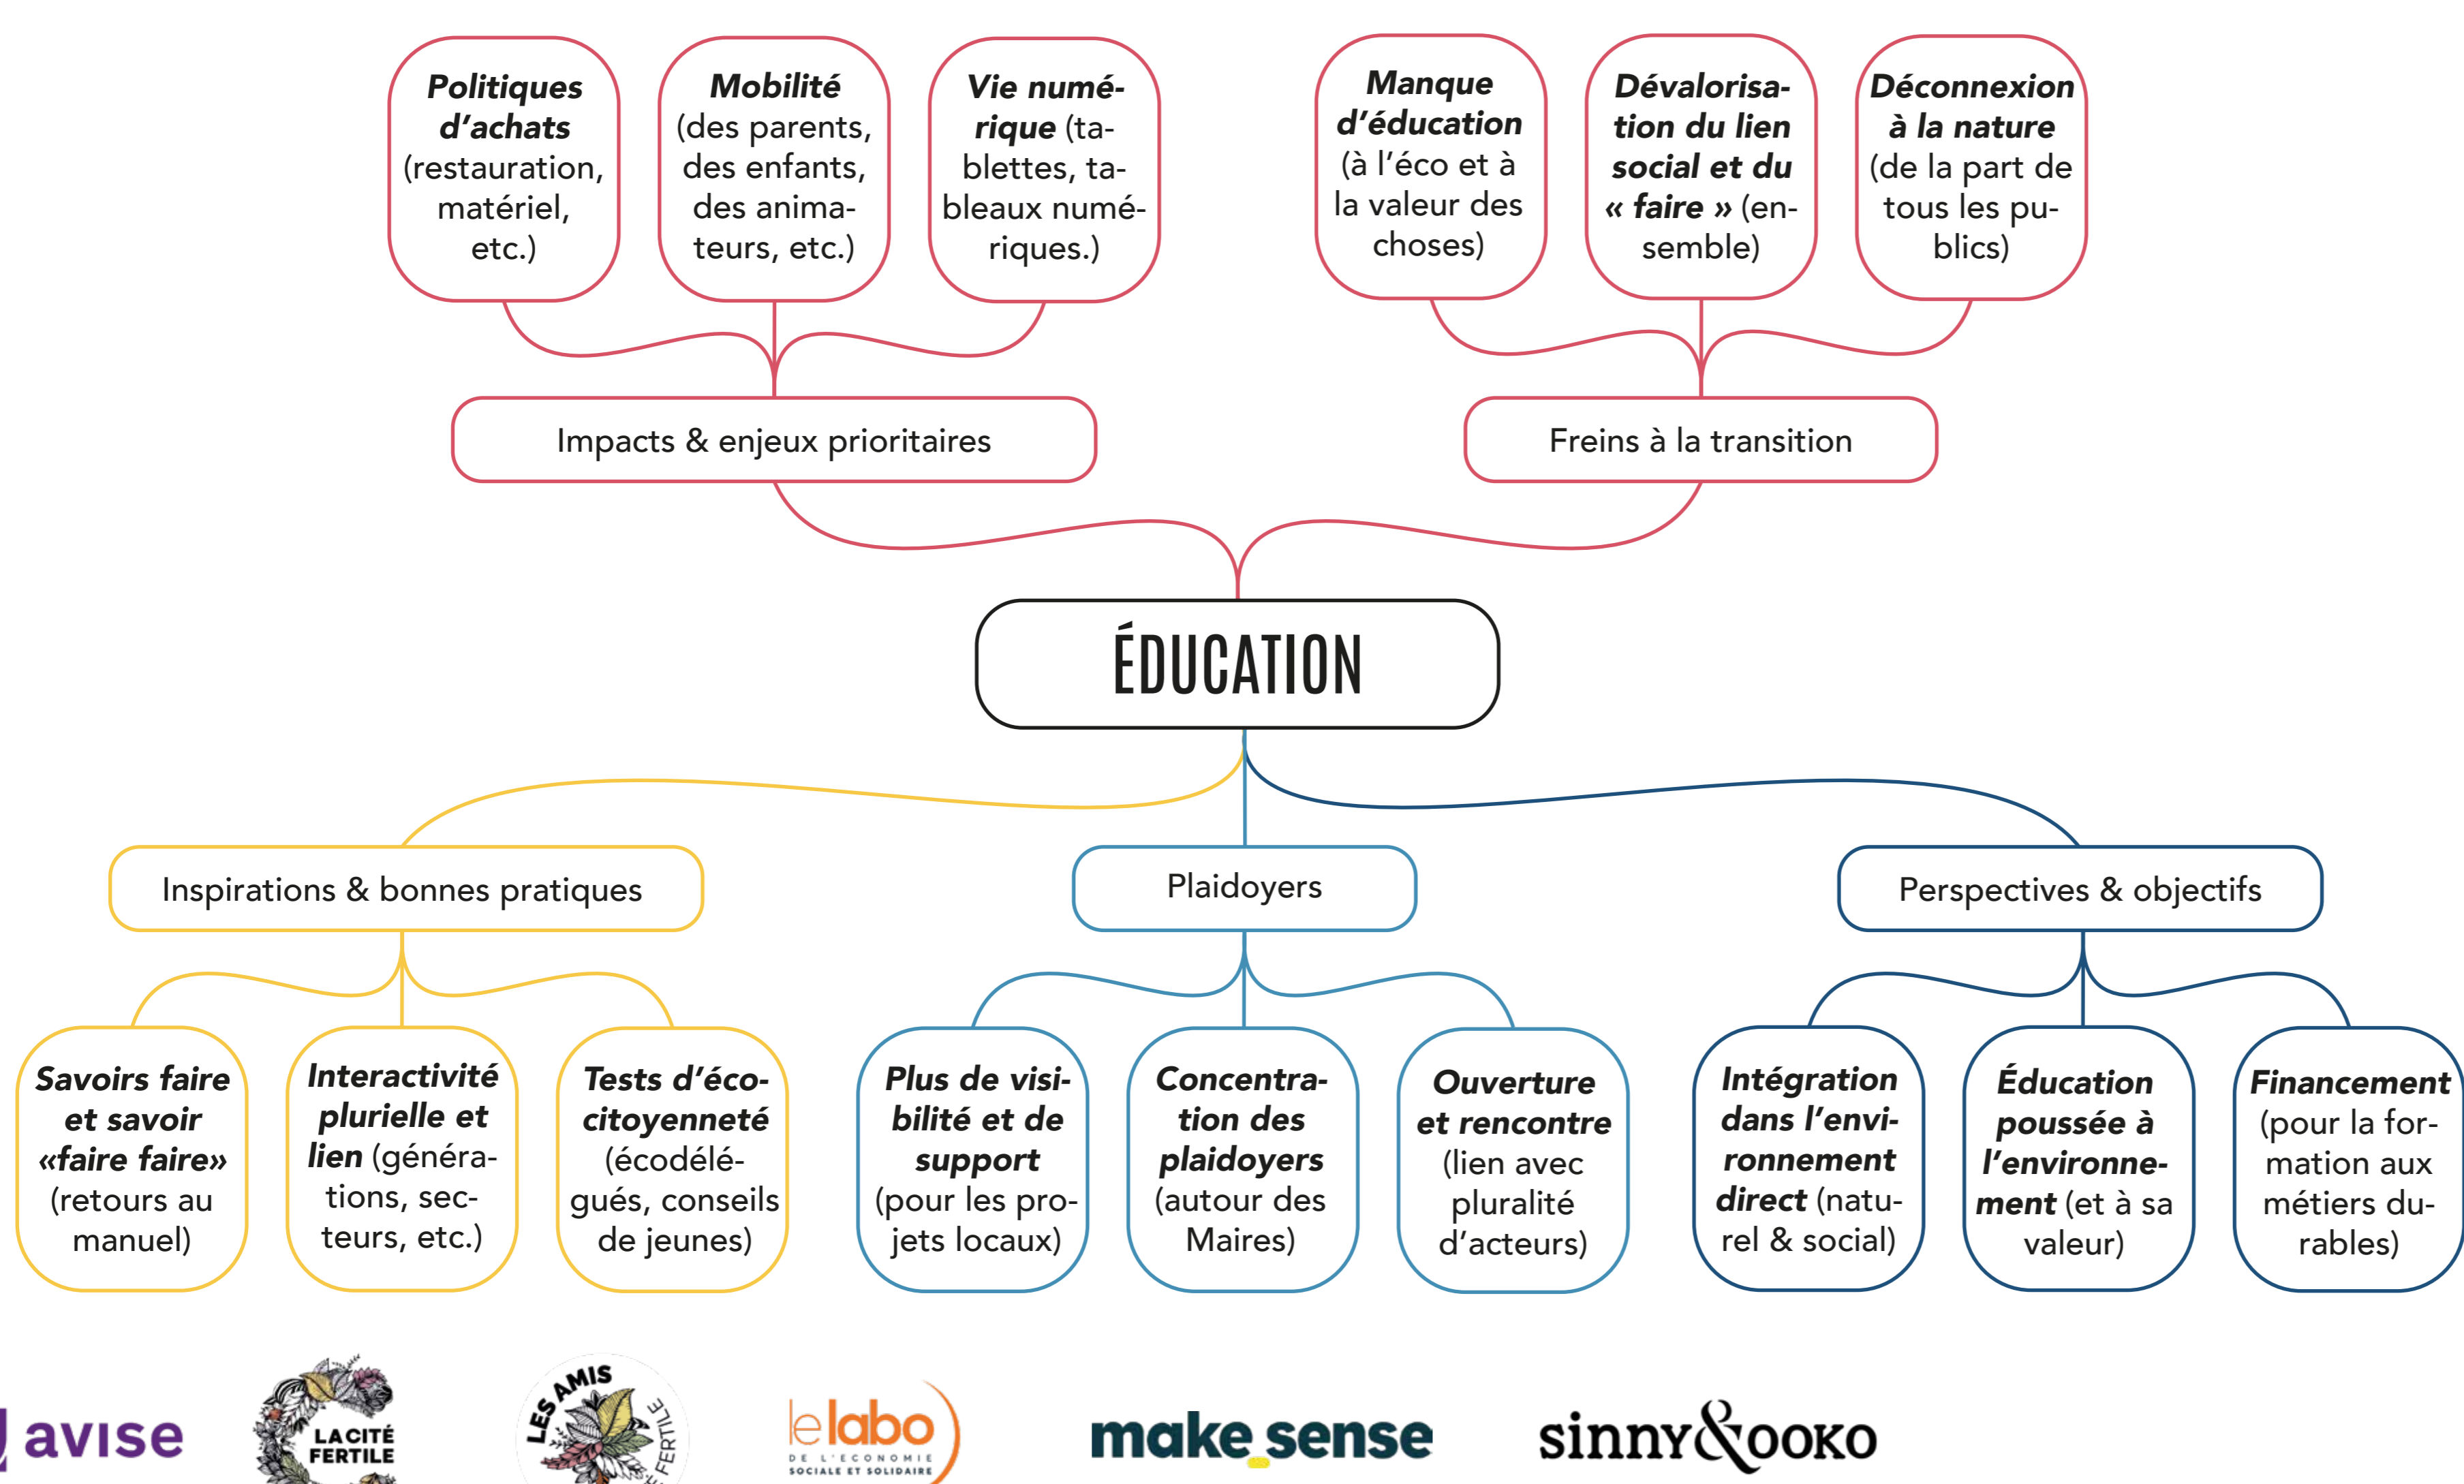 Politiques
d'achats
(restauration,
matériel,
etc.)
Mobilité
(des parents,
des enfants,
des anima-
teurs, etc.)
Vie numé-
rique (ta-
blettes, ta-
bleaux numé-
riques.)
Manque
d'éducation
(à l'éco et à
la valeur des
choses)
Dévalorisa-
tion du lien
social et du
« faire » (en-
semble)
Déconnexion
à la nature
(de la part de
tous les pu-
blics)
Impacts & enjeux prioritaires
Freins à la transition
ÉDUCATION
Inspirations & bonnes pratiques
Plaidoyers
Perspectives & objectifs
Savoirs faire
et savoir
«faire faire»
(retours au
manuel)
Interactivité
plurielle et
lien (généra-
tions, sec-
teurs, etc.)
Tests d'éco-
citoyenneté
(écodélé-
gués, conseils
de jeunes)
Plus de visi-
bilité et de
support
(pour les pro-
jets locaux)
Concentra-
tion des
plaidoyers
(autour des
Maires)
Ouverture
et rencontre
(lien avec
pluralité
d'acteurs)
Intégration
dans l'envi-
ronnement
direct (natu-
rel & social)
Éducation
poussée à
l'environne-
ment (et à sa
valeur)
Financement
(pour la for-
mation aux
métiers du-
rables)
avise
LA CITÉ
FERTILE
LES AMIS
FERTILE
le labo
DE L'ECONOMIE
SOCIALE ET SOLIDAIRE
make sense
sinny&ooko